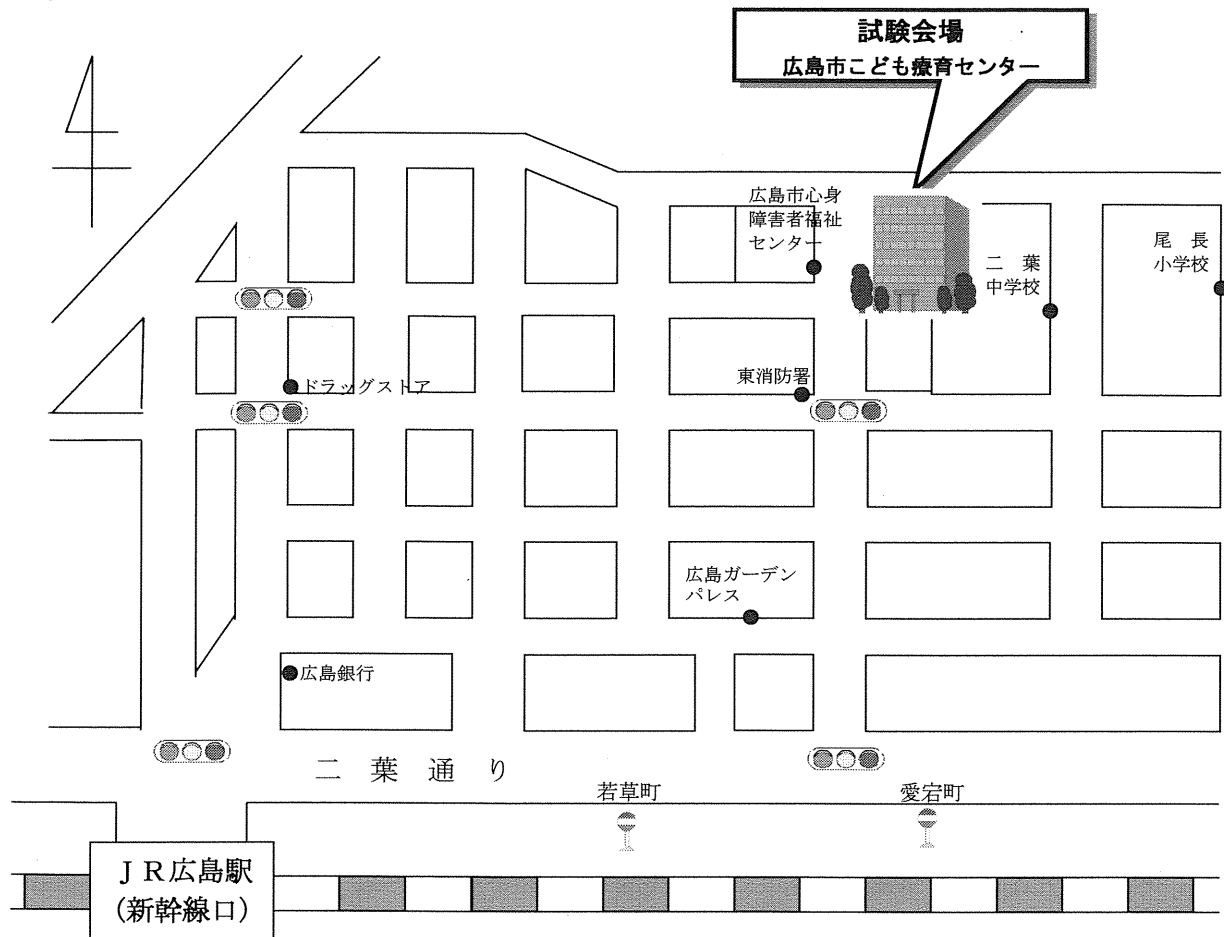 試験会場
広島市こども療育センター
広島市心身
障害者福祉
センター
二 葉
中学校
尾 長
小学校
ドラッグストア
東消防署
広島ガーデン
パレス
広島銀行
二 葉 通 り
若草町
愛宕町
JR広島駅
(新幹線口)